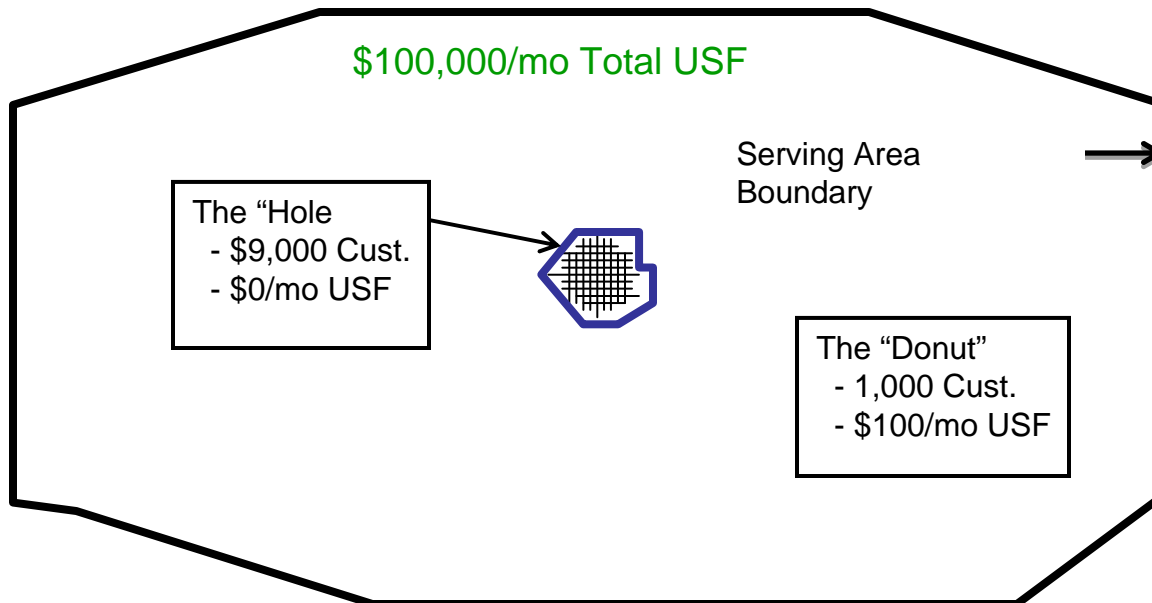 $100,000/mo Total USF
Serving Area
Boundary
The “Hole
- $9,000 Cust.
- $0/mo USF
The “Donut”
- 1,000 Cust.
- $100/mo USF